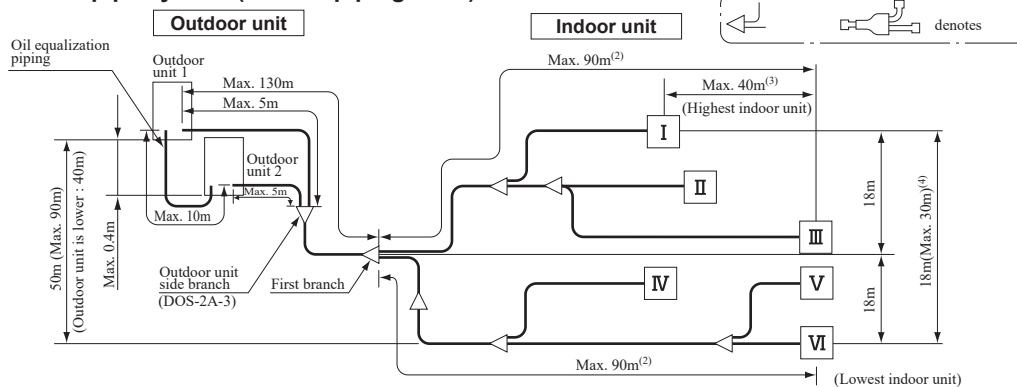 Outdoor unit
Indoor unit
denotes
Oil equalization
piping
Outdoor
unit 1
Max. 130m
Max. 5m
Max. 90m(2)
Max. 40m(3)
(Highest indoor unit)
I
Outdoor
unit 2
Max. 5m
II
Max. 10m
III
50m (Max. 90m)
(Outdoor unit is lower : 40m)
Max. 0.4m
18m
18m(Max. 30m)(4)
18m
Outdoor unit
side branch
(DOS-2A-3)
First branch
IV
V
VI
Max. 90m(2)
(Lowest indoor unit)